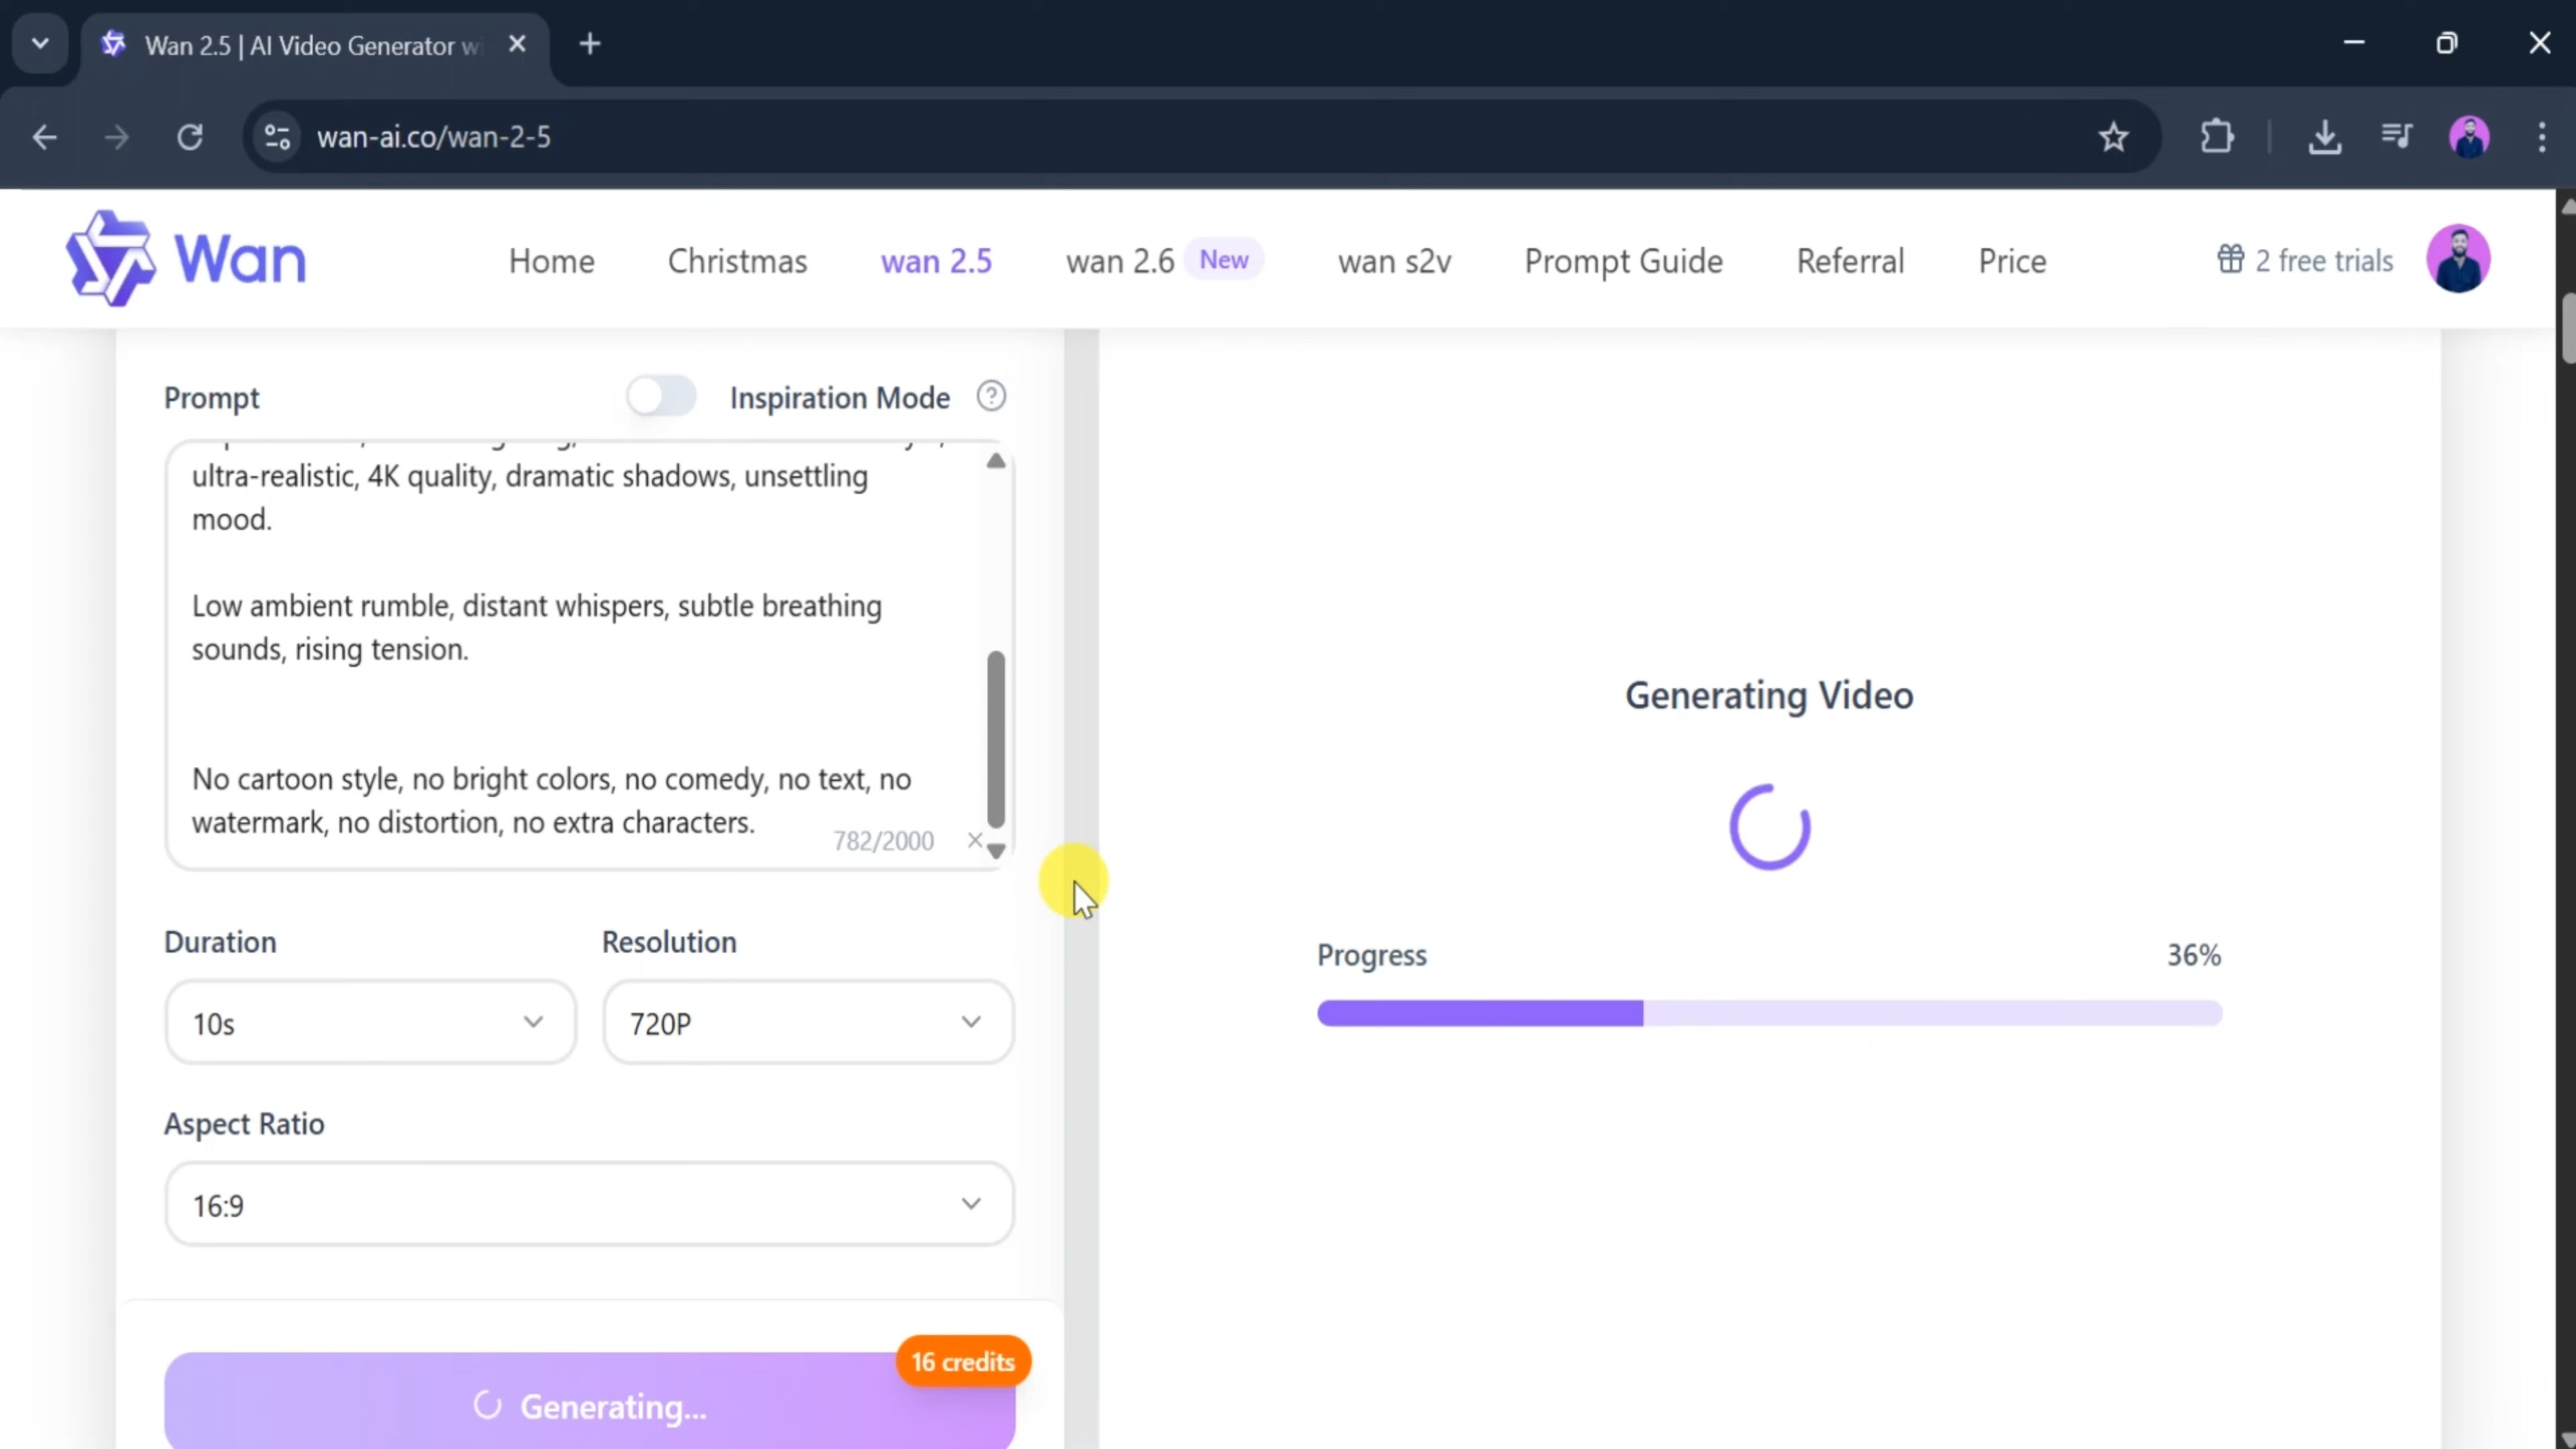 Wan 2.5 | AI Video Generator wi
wan-ai.co/wan-2-5
Wan
Home
Christmas
wan 2.5
wan 2.6 New
wan s2v
Prompt Guide
Referral
Price
2 free trials
Prompt
Inspiration Mode
ultra-realistic, 4K quality, dramatic shadows, unsettling
mood.
Low ambient rumble, distant whispers, subtle breathing
sounds, rising tension.
No cartoon style, no bright colors, no comedy, no text, no
watermark, no distortion, no extra characters.
782/2000
Duration
Resolution
10s
720P
Aspect Ratio
16:9
16 credits
Generating...
Generating Video
Progress
36%